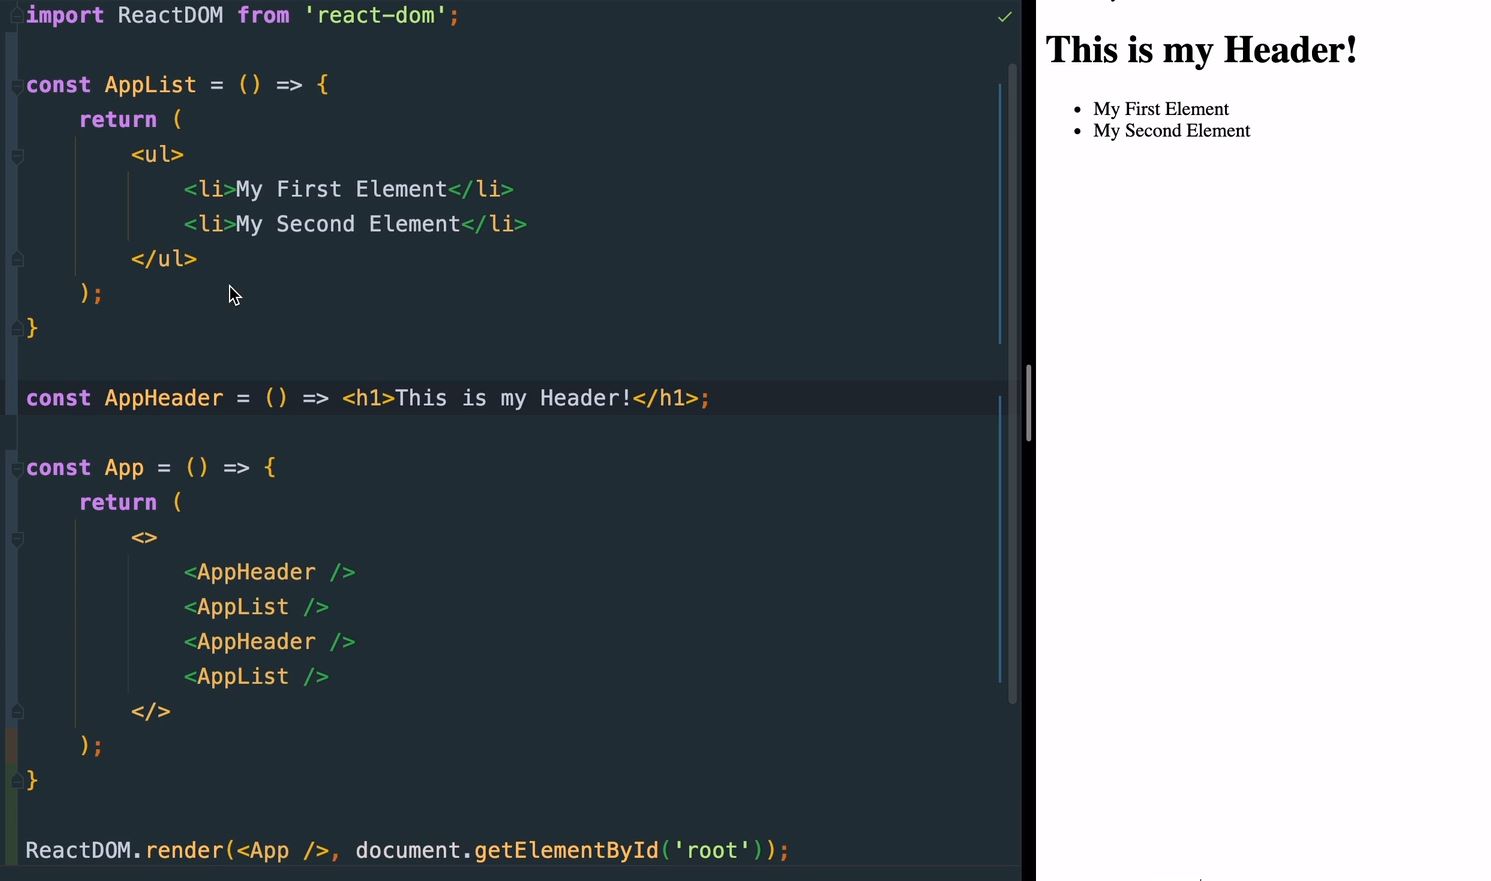 import ReactDOM from 'react-dom';
const AppList = () => {
return (
<ul>
<li>My First Element</li>
<li>My Second Element</li>
</ul>
);
}
const AppHeader = () => <h1>This is my Header!</h1>;
const App = () => {
return (
<>
<AppHeader />
<AppList />
<AppHeader />
<AppList />
</>
);
}
ReactDOM.render(<App />, document.getElementById('root'));
This is my Header!
• My First Element
• My Second Element